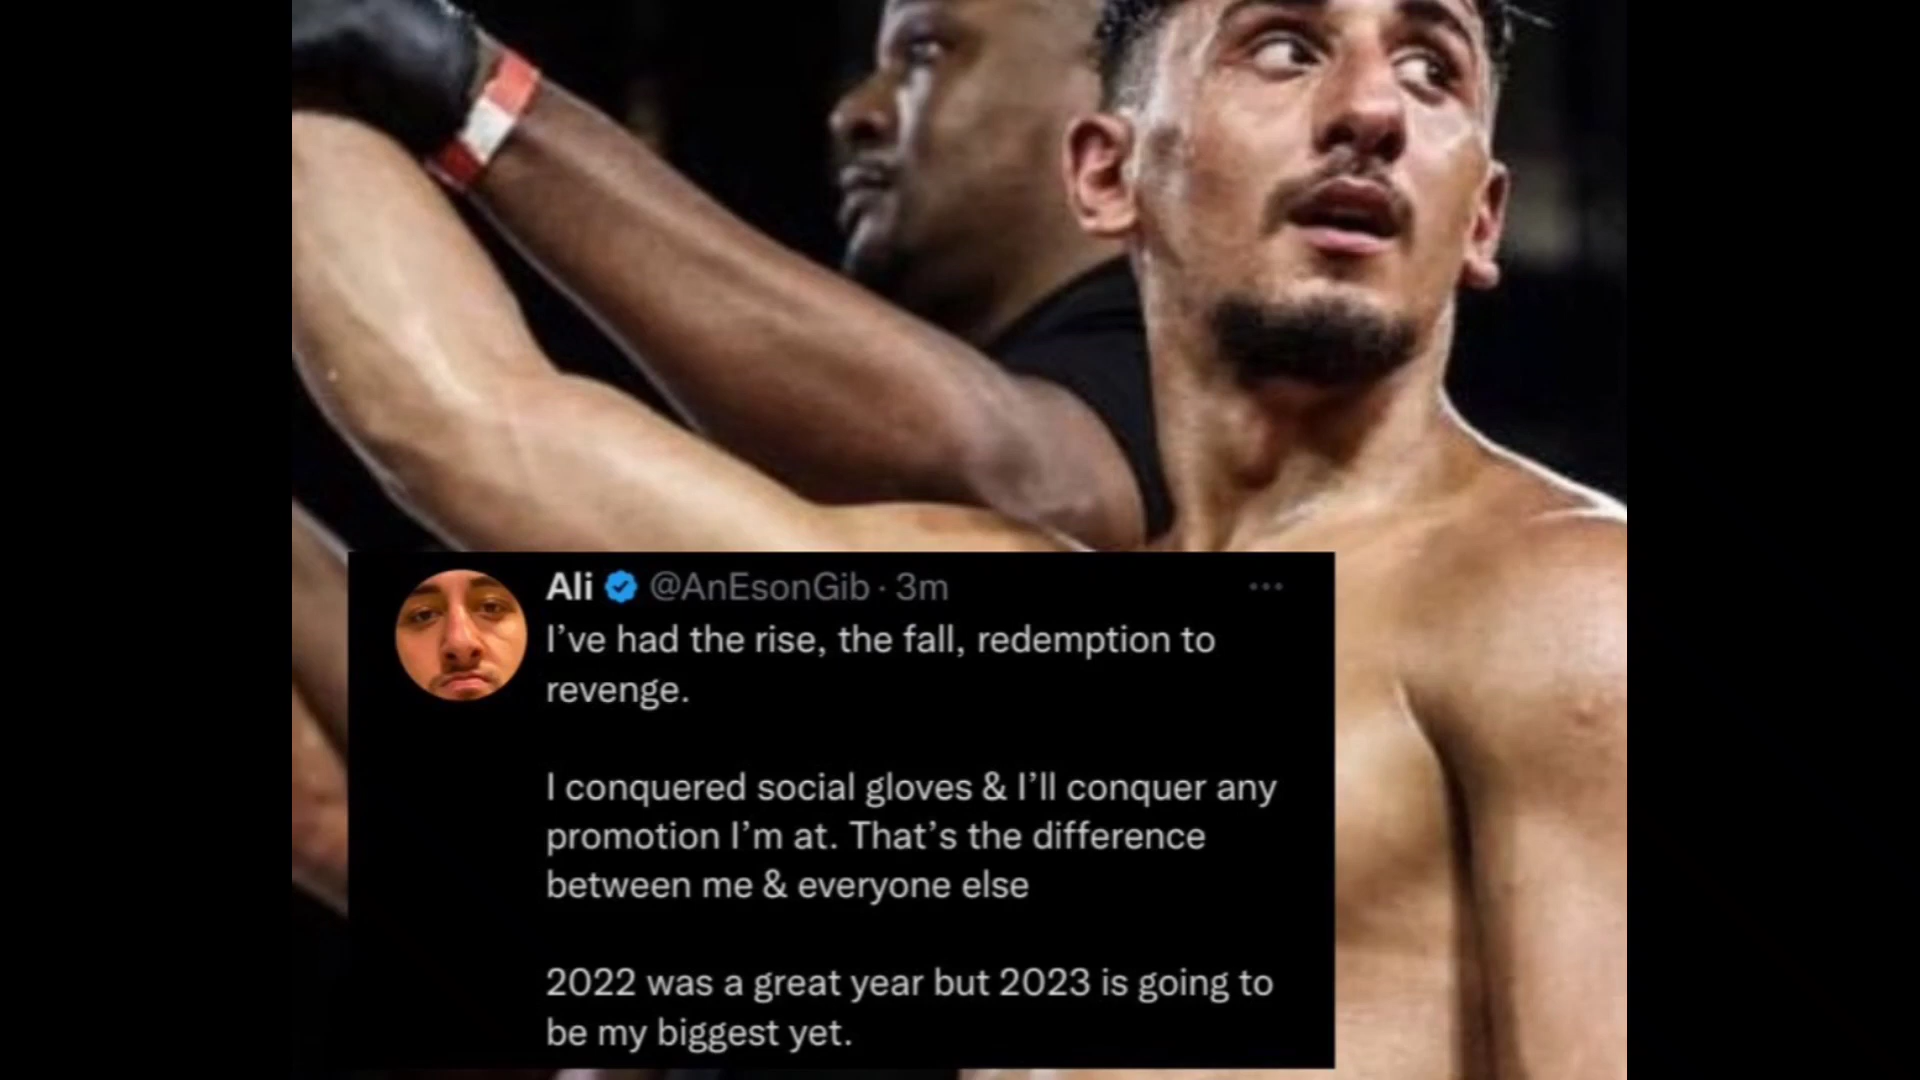 Ali @AnEsonGib · 3m
I've had the rise, the fall, redemption to
revenge.
I conquered social gloves & I'll conquer any
promotion I'm at. That's the difference
between me & everyone else
2022 was a great year but 2023 is going to
be my biggest yet.